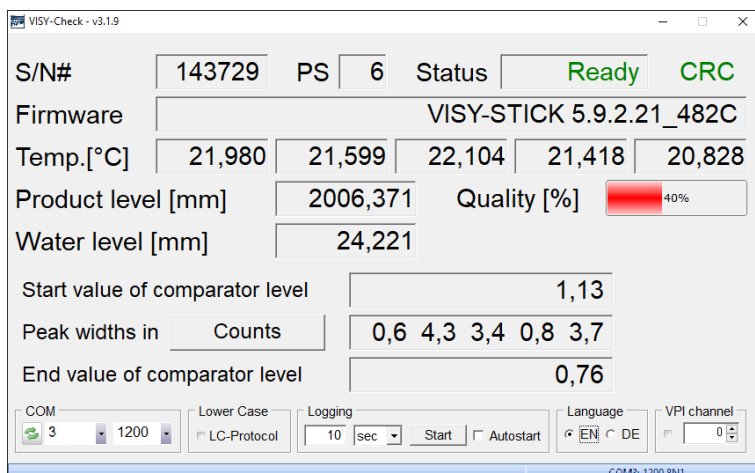 VISY-Check - v3.1.9
S/N# 143729 PS 6 Status Ready CRC
Firmware VISY-STICK 5.9.2.21_482C
Temp.[°C] 21,980 21,599 22,104 21,418 20,828
Product level [mm] 2006,371 Quality [%] 40%
Water level [mm] 24,221
Start value of comparator level 1,13
Peak widths in Counts 0,6 4,3 3,4 0,8 3,7
End value of comparator level 0,76
COM Lower Case Logging Language VPI channel
3 1200 LC-Protocol 10 sec Start Autostart EN DE 0
COM3: 1200,8N1